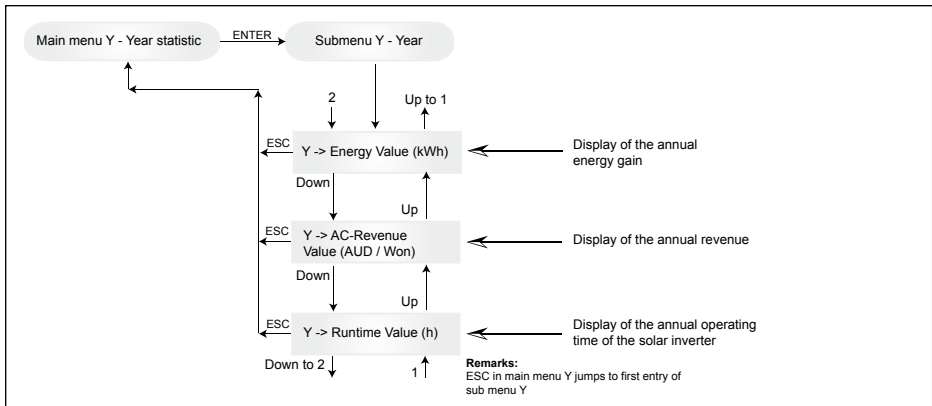 Main menu Y - Year statistic
ENTER
Submenu Y - Year
2
Up to 1
ESC
Y -> Energy Value (kWh)
Display of the annual
energy gain
Down
Up
ESC
Y -> AC-Revenue
Value (AUD / Won)
Display of the annual revenue
Down
Up
ESC
Y -> Runtime Value (h)
Display of the annual operating
time of the solar inverter
Down to 2
1
Remarks:
ESC in main menu Y jumps to first entry of
sub menu Y